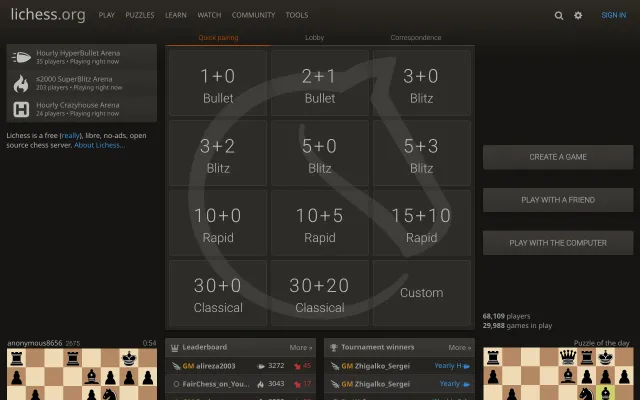 lichess.org PLAY PUZZLES LEARN WATCH COMMUNITY TOOLS SIGN IN
Quick pairing Lobby Correspondence
Hourly HyperBullet Arena
35 players • Playing right now
≤2000 SuperBlitz Arena
203 players • Playing right now
Hourly Crazyhouse Arena
24 players • Playing right now
Lichess is a free (really), libre, no-ads, open
source chess server. About Lichess...
1+0
Bullet
2+1
Bullet
3+0
Blitz
3+2
Blitz
5+0
Blitz
5+3
Blitz
10+0
Rapid
10+5
Rapid
15+10
Rapid
30+0
Classical
30+20
Classical
Custom
CREATE A GAME
PLAY WITH A FRIEND
PLAY WITH THE COMPUTER
68,109 players
29,988 games in play
anonymous8656 2675 0:54
Leaderboard More »
GM alireza2003 3272 45
FairChess_on_You... 3043 17
Tournament winners More »
GM Zhigalko_Sergei Yearly H
GM Zhigalko_Sergei Yearly
Puzzle of the day